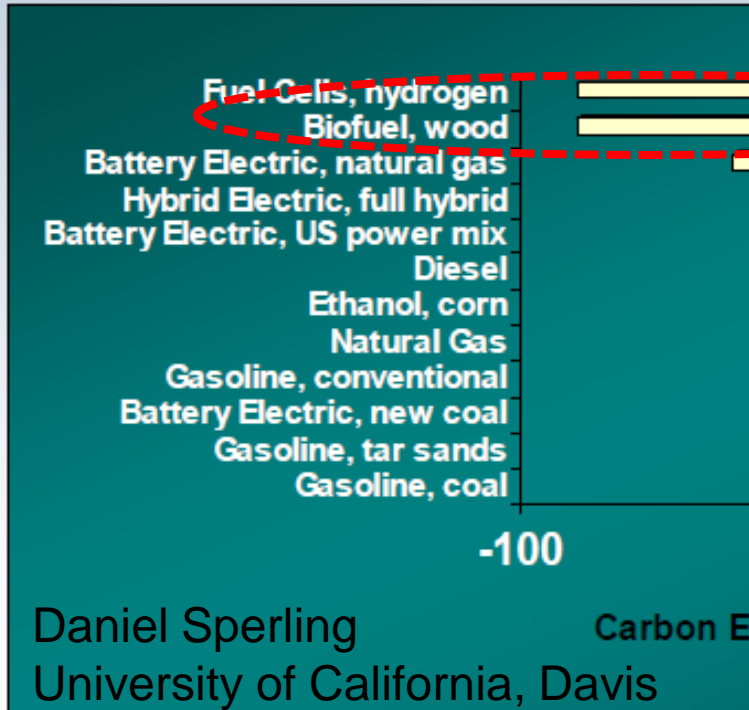 Fuel Cells, hydrogen
Biofuel, wood
Battery Electric, natural gas
Hybrid Electric, full hybrid
Battery Electric, US power mix
Diesel
Ethanol, corn
Natural Gas
Gasoline, conventional
Battery Electric, new coal
Gasoline, tar sands
Gasoline, coal
-100
Carbon E
Daniel Sperling
University of California, Davis